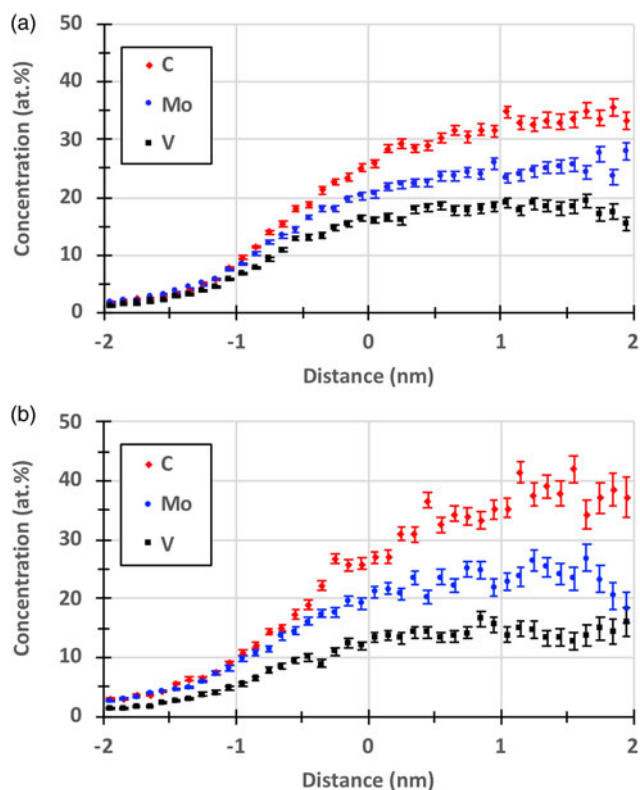 (a)
50
40
30
20
10
0
Concentration (at.%)
C
Mo
V
-2 -1 0 1 2
Distance (nm)
(b)
50
40
30
20
10
0
Concentration (at.%)
C
Mo
V
-2 -1 0 1 2
Distance (nm)